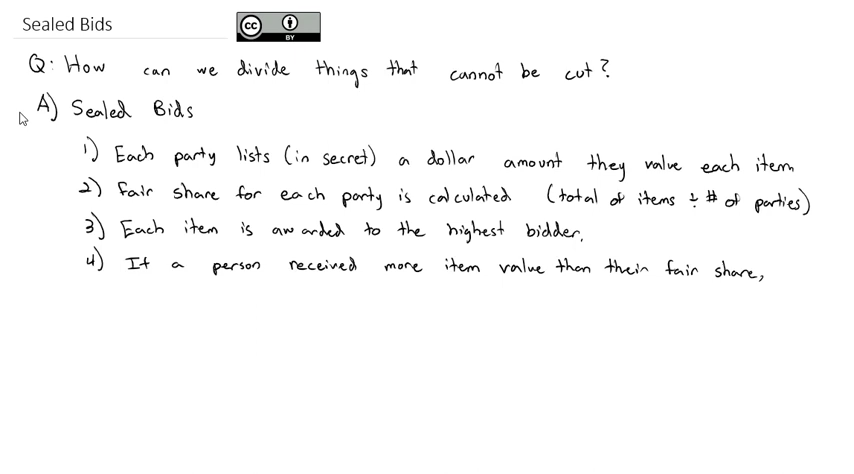 Sealed Bids
CC BY
Q: How can we divide things that cannot be cut?
A) Sealed Bids
1) Each party lists (in secret) a dollar amount they value each item
2) Fair share for each party is calculated (total of items ÷ # of parties)
3) Each item is awarded to the highest bidder.
4) If a person received more item value than their fair share,